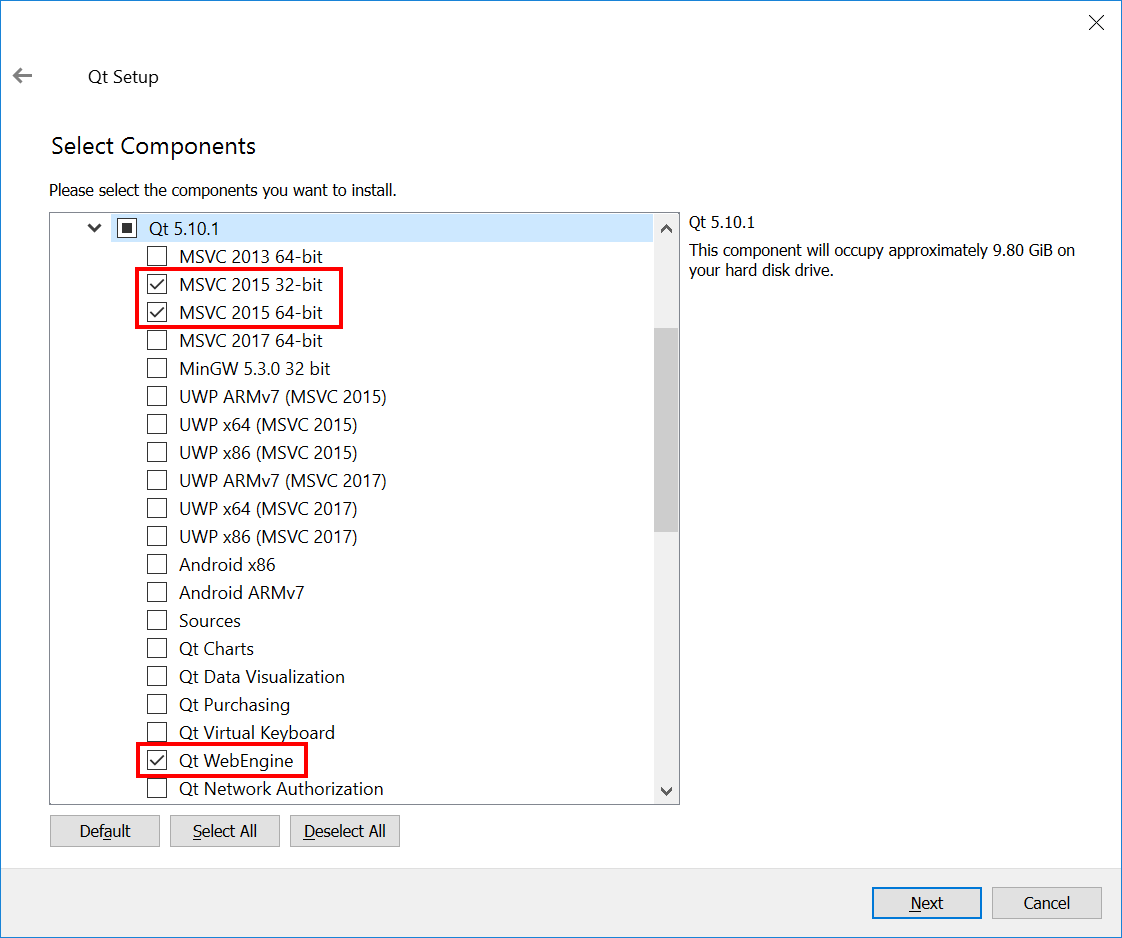 Qt Setup
Select Components
Please select the components you want to install.
Qt 5.10.1
MSVC 2013 64-bit
MSVC 2015 32-bit
MSVC 2015 64-bit
MSVC 2017 64-bit
MinGW 5.3.0 32 bit
UWP ARMv7 (MSVC 2015)
UWP x64 (MSVC 2015)
UWP x86 (MSVC 2015)
UWP ARMv7 (MSVC 2017)
UWP x64 (MSVC 2017)
UWP x86 (MSVC 2017)
Android x86
Android ARMv7
Sources
Qt Charts
Qt Data Visualization
Qt Purchasing
Qt Virtual Keyboard
Qt WebEngine
Qt Network Authorization
Qt 5.10.1
This component will occupy approximately 9.80 GiB on
your hard disk drive.
Default Select All Deselect All
Next Cancel